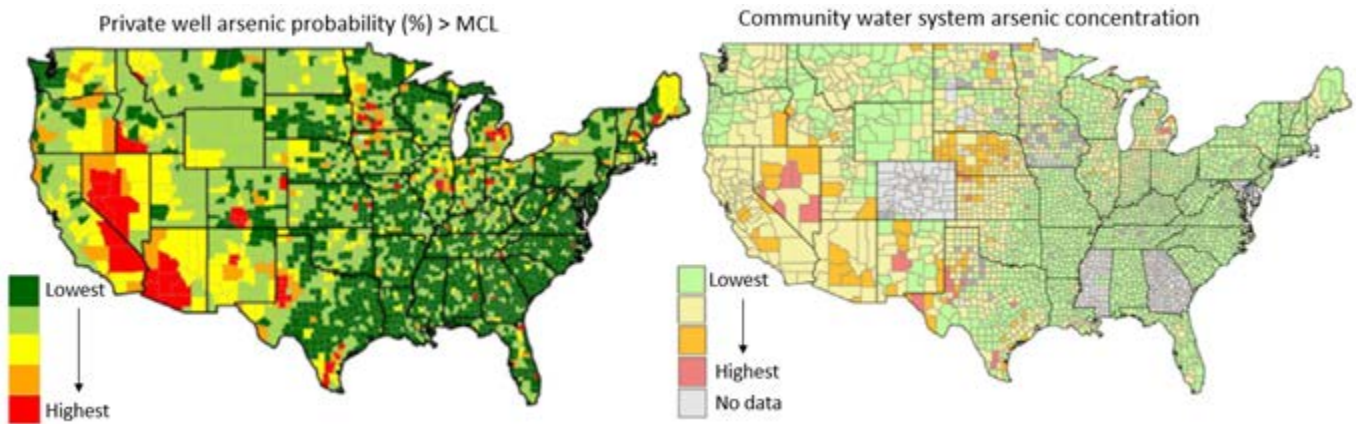 Private well arsenic probability (%) > MCL
Community water system arsenic concentration
Lowest
Highest
Lowest
Highest
No data